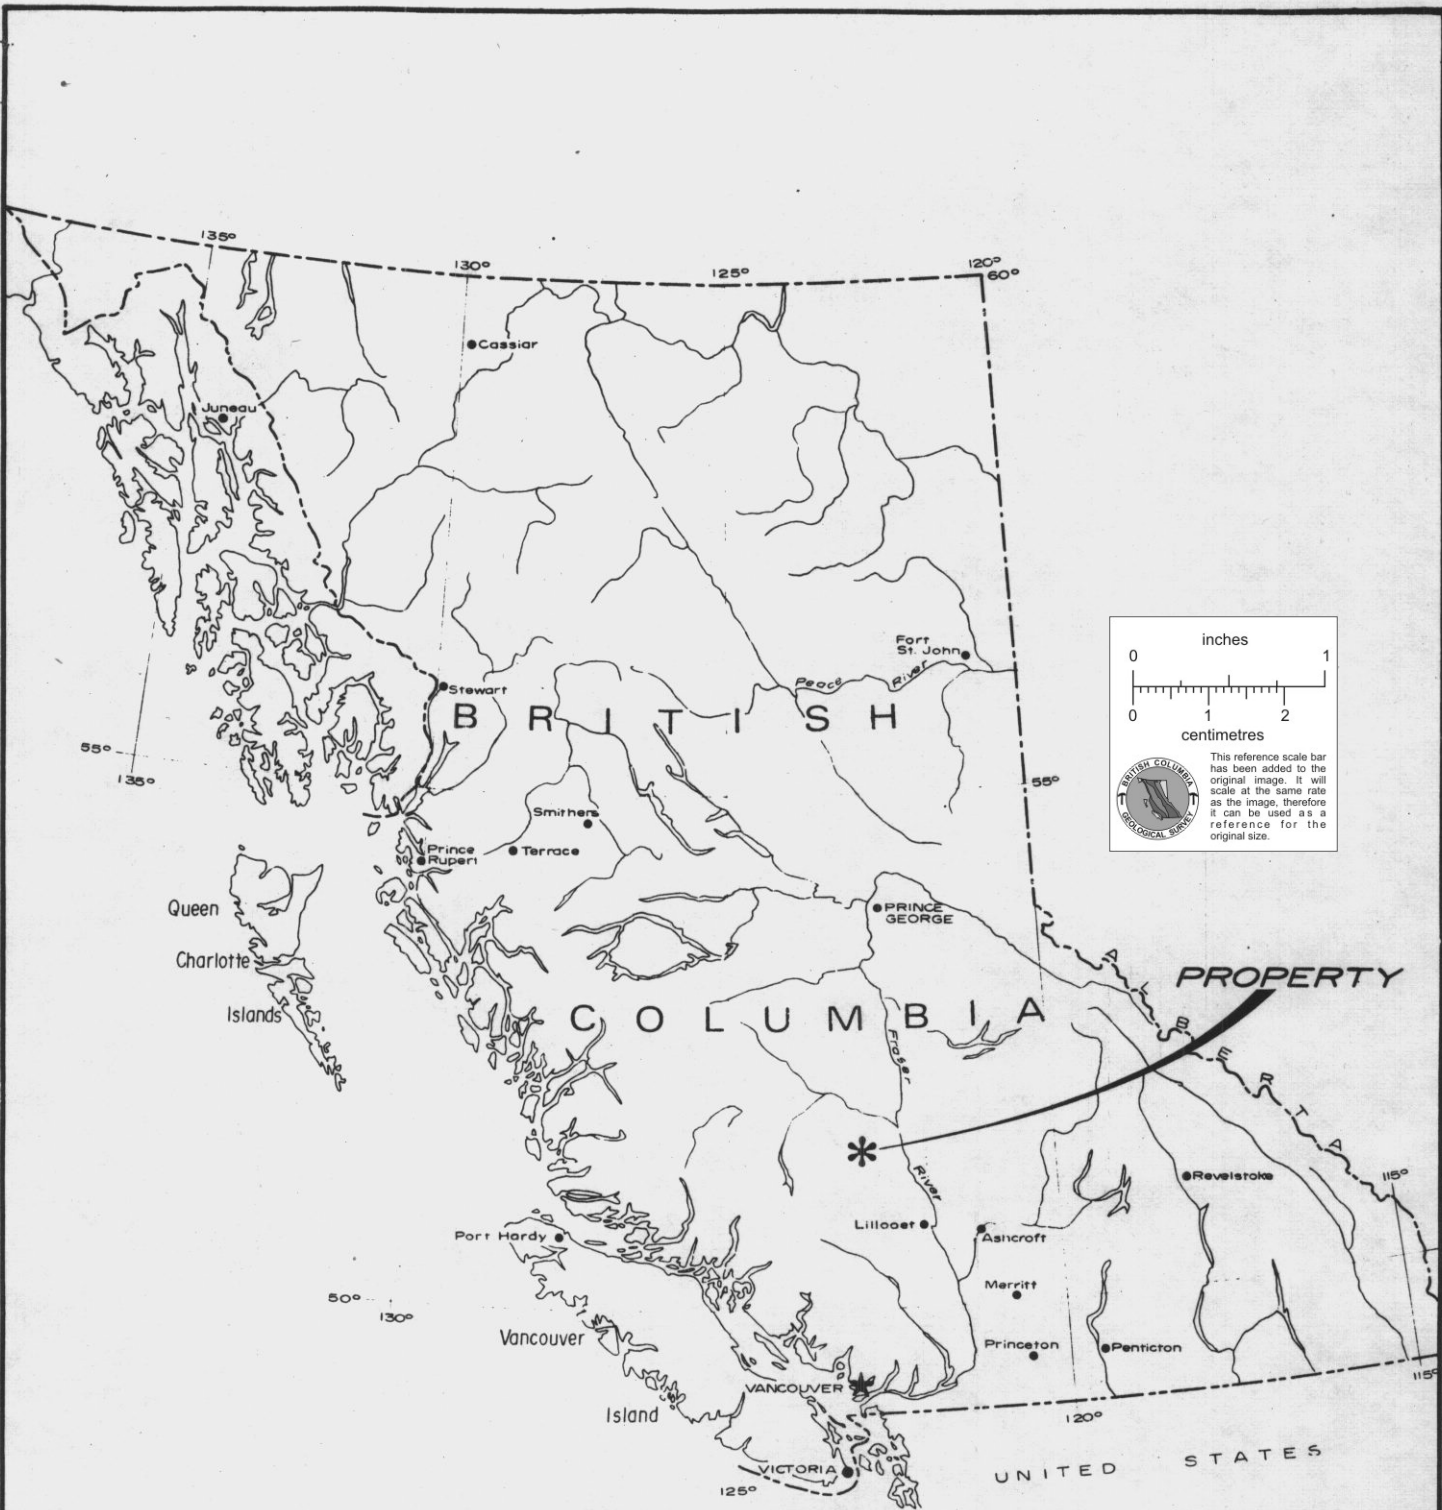 135°
130°
125°
120°
60°
Cassiar
Juneau
Fort
St. John
Peace River
Stewart
BRITISH
55°
135°
55°
inches
0 1
0 1 2
centimetres
BRITISH COLUMBIA
GEOLOGICAL SURVEY
This reference scale bar
has been added to the
original image. It will
scale at the same rate
as the image, therefore
it can be used as a
reference for the
original size.
Smithers
Terrace
Prince
Rupert
Queen
Charlotte
Islands
PRINCE
GEORGE
ALBERTA
PROPERTY
COLUMBIA
Fraser
River
Revelstoke
115°
Lillooet
Ashcroft
Port Hardy
Merritt
50°
130°
Vancouver
Island
Princeton
Penticton
VANCOUVER
115°
120°
VICTORIA
125°
UNITED STATES